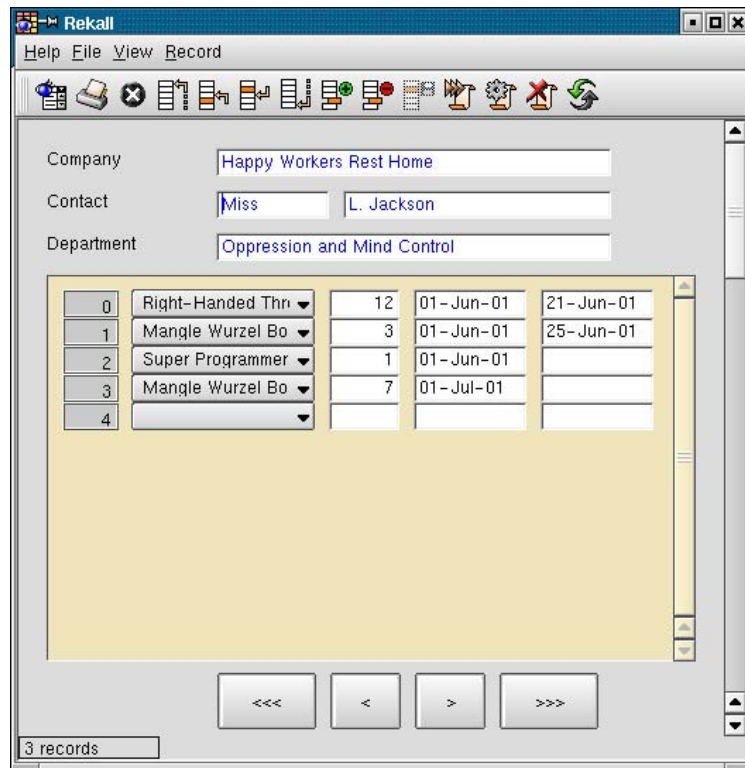 Rekall
Help File View Record
Company Happy Workers Rest Home
Contact Miss L. Jackson
Department Oppression and Mind Control
0 Right-Handed Thr 12 01-Jun-01 21-Jun-01
1 Mangle Wurzel Bo 3 01-Jun-01 25-Jun-01
2 Super Programmer 1 01-Jun-01
3 Mangle Wurzel Bo 7 01-Jul-01
4
<<< < > >>>
3 records